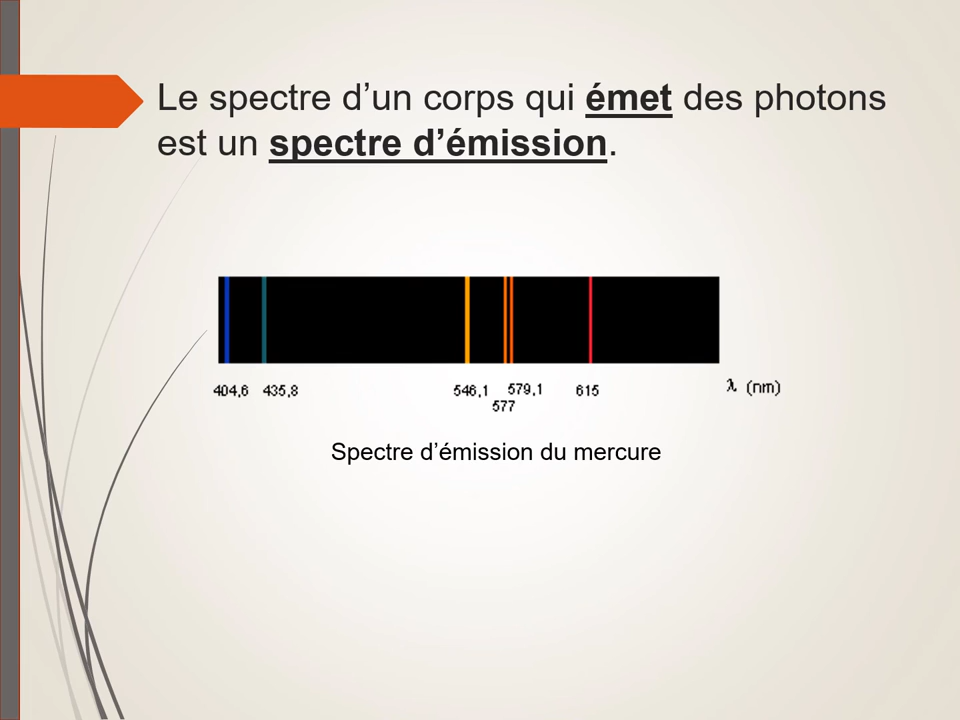 Le spectre d’un corps qui émet des photons
est un spectre d’émission.
404,6 435,8 546,1 579,1 615 λ (nm)
577
Spectre d’émission du mercure